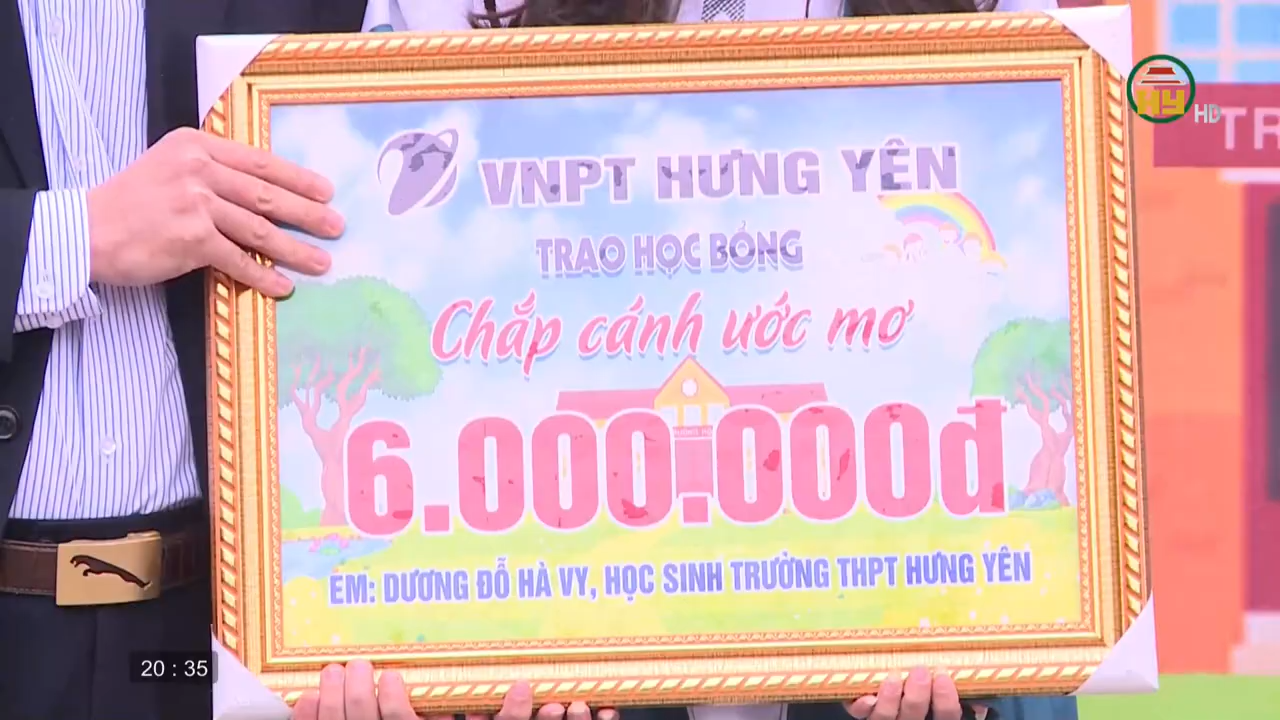 HY HD
TR
VNPT HƯNG YÊN
TRAO HỌC BỔNG
Chắp cánh ước mơ
6.000.000đ
EM: DƯƠNG ĐỖ HÀ VY, HỌC SINH TRƯỜNG THPT HƯNG YÊN
20 : 35